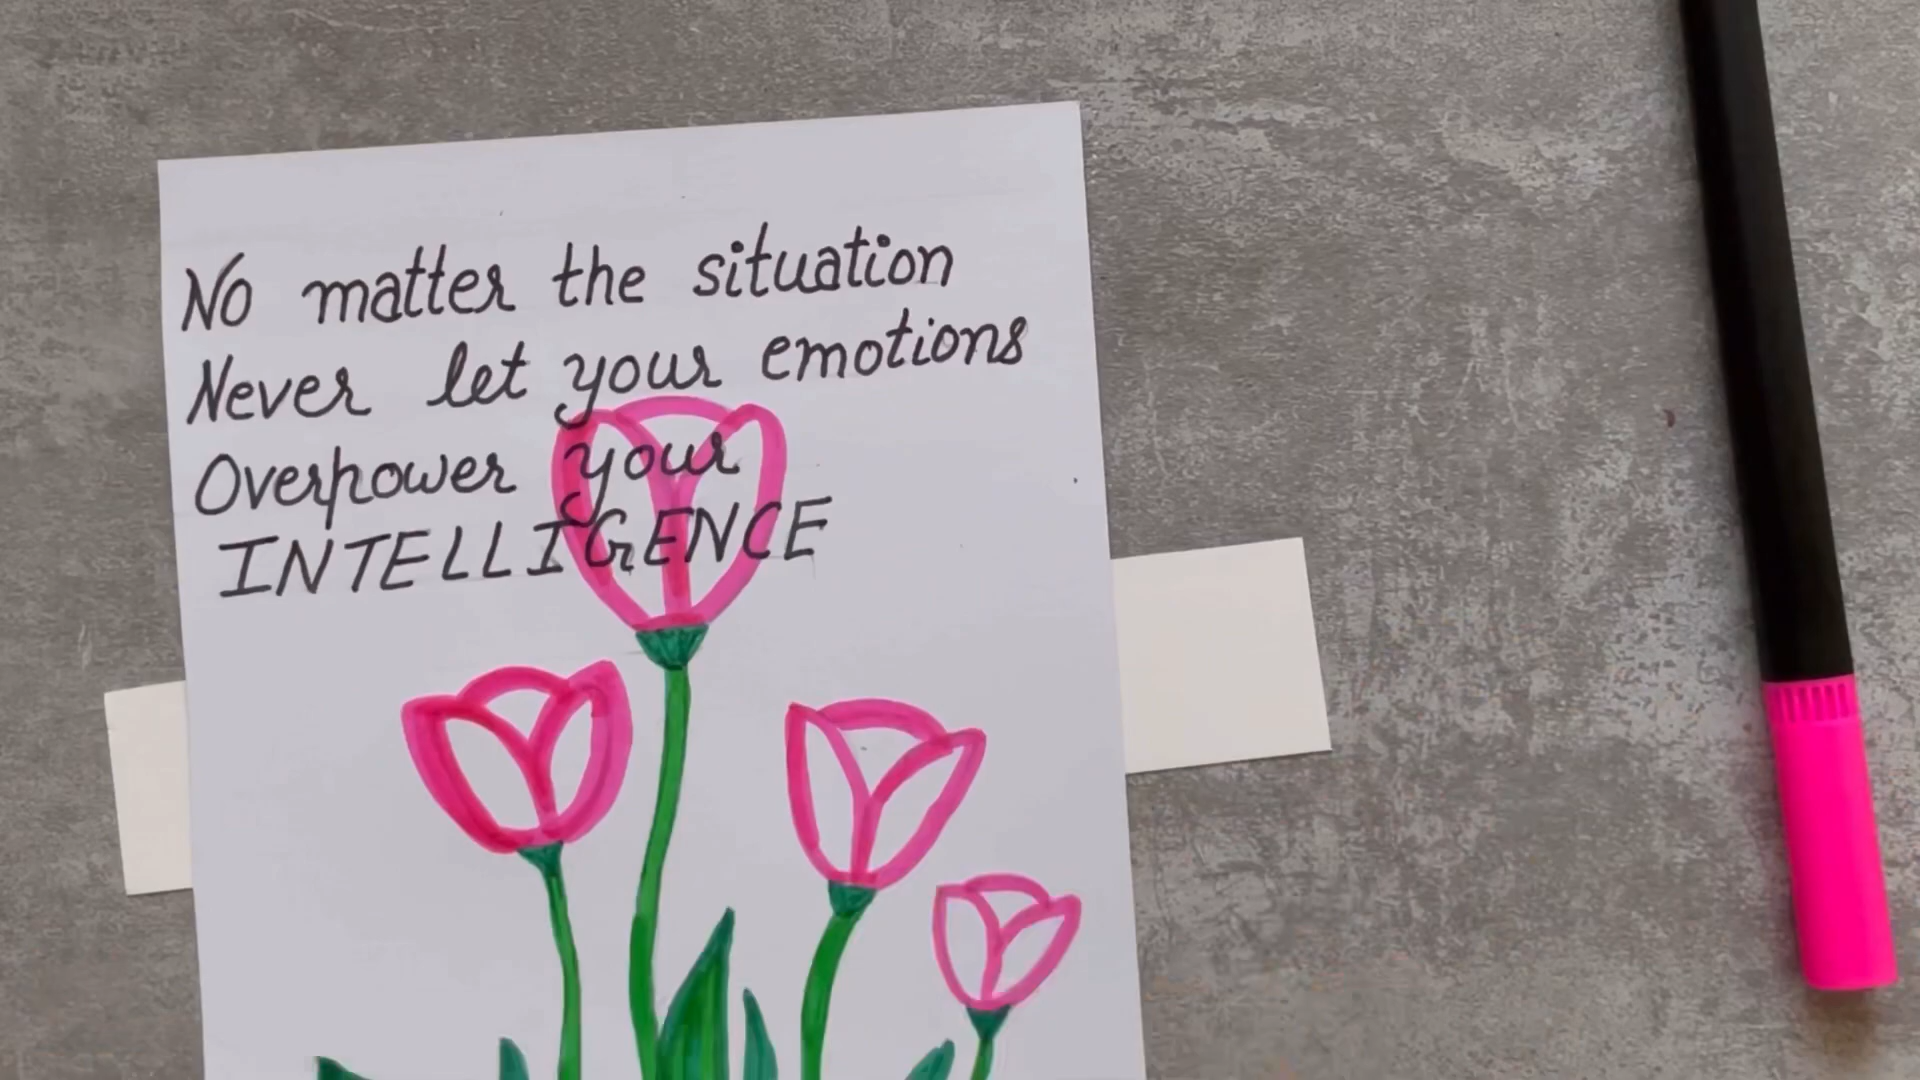 No matter the situation
Never let your emotions
Overpower your
INTELLIGENCE